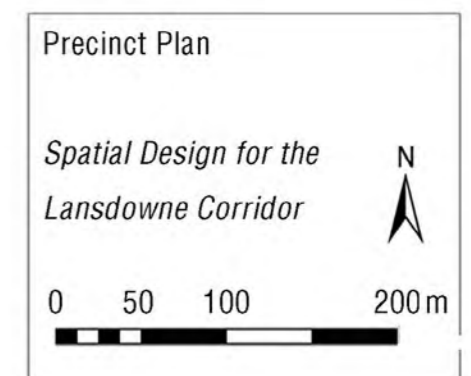 Precinct Plan
Spatial Design for the
N
Lansdowne Corridor
0 50 100 200 m